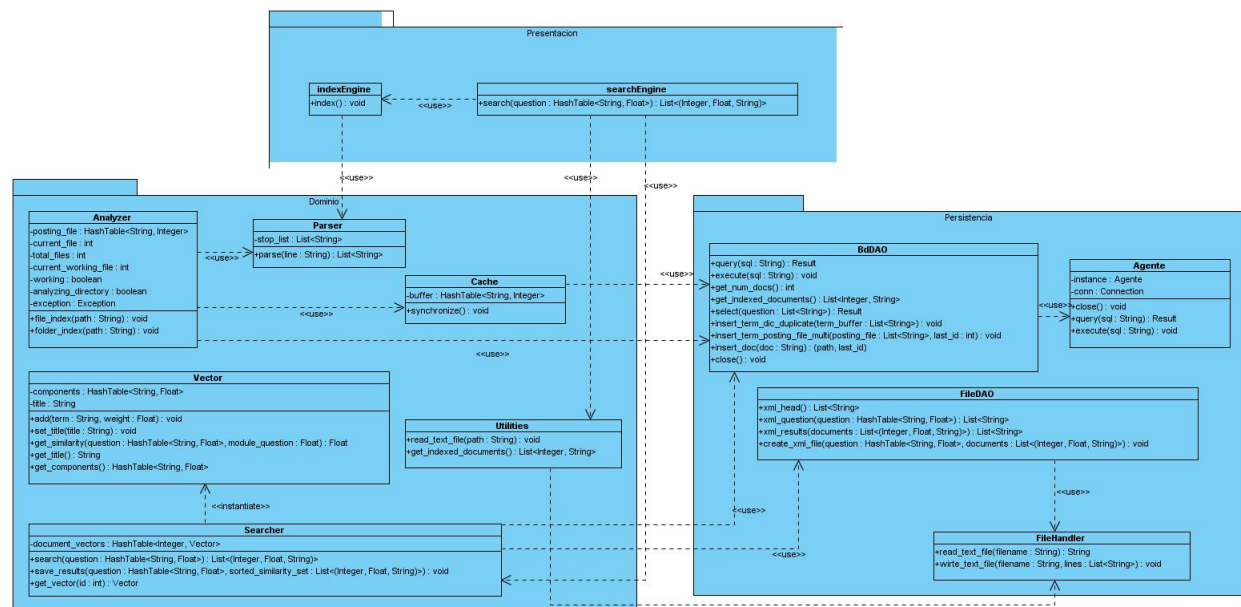 Presentacion
indexEngine
+index() : void
<<use>>
searchEngine
+search(question : HashTable<String, Float>) : List<(Integer, Float, String)>
<<use>>
<<use>>
<<use>>
Dominio
Analyzer
-posting_file : HashTable<String, Integer>
-current_file : int
-total_files : int
-current_working_file : int
-working : boolean
-analyzing_directory : boolean
-exception : Exception
+file_index(path : String) : void
+folder_index(path : String) : void
<<use>>
Parser
-stop_list : List<String>
+parse(line : String) : List<String>
<<use>>
Cache
-buffer : HashTable<String, Integer>
+synchronize() : void
<<use>>
<<use>>
Vector
-components : HashTable<String, Float>
-title : String
+add(term : String, weight : Float) : void
+set_title(title : String) : void
+get_similarity(question : HashTable<String, Float>, module_question : Float) : Float
+get_title() : String
+get_components() : HashTable<String, Float>
Utilities
+read_text_file(path : String) : void
+get_indexed_documents() : List<Integer, String>
<<instantiate>>
Searcher
-document_vectors : HashTable<Integer, Vector>
+search(question : HashTable<String, Float>) : List<(Integer, Float, String)>
+save_results(question : HashTable<String, Float>, sorted_similarity_set : List<(Integer, Float, String)>) : void
+get_vector(id : int) : Vector
<<use>>
<<use>>
<<use>>
Persistencia
BdDAO
+query(sql : String) : Result
+execute(sql : String) : void
+get_num_docs() : int
+get_indexed_documents() : List<Integer, String>
+select(question : List<String>) : Result
+insert_term_dic_duplicate(term_buffer : List<String>) : void
+insert_term_posting_file_multi(posting_file : List<String>, last_id : int) : void
+insert_doc(doc : String) : (path, last_id)
+close() : void
<<use>>
Agente
-instance : Agente
-conn : Connection
+close() : void
+query(sql : String) : Result
+execute(sql : String) : void
FileDAO
+xml_head() : List<String>
+xml_question(question : HashTable<String, Float>) : List<String>
+xml_results(documents : List<(Integer, Float, String)>) : List<String>
+create_xml_file(question : HashTable<String, Float>, documents : List<(Integer, Float, String)>) : void
<<use>>
FileHandler
+read_text_file(filename : String) : String
+wirte_text_file(filename : String, lines : List<String>) : void